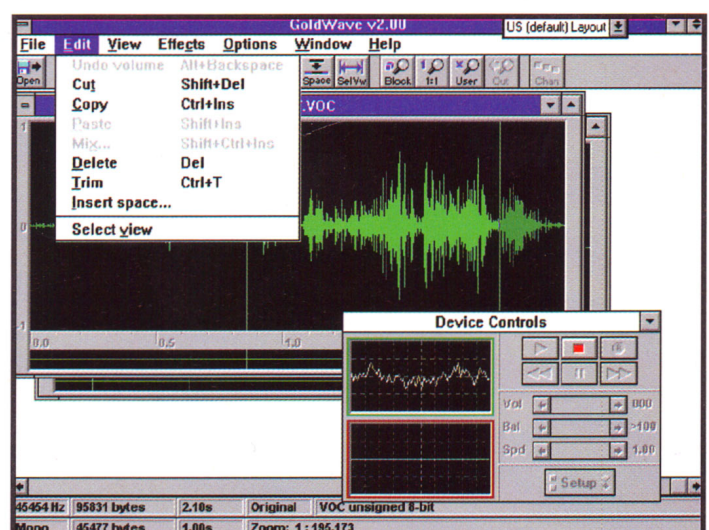 GoldWave v2.00
US (default) Layout
File Edit View Effects Options Window Help
Open
Space SelVw Block 1:1 User Out Chan
Undo volume Alt+Backspace
Cut Shift+Del
Copy Ctrl+Ins
Paste Shift+Ins
Mix... Shift+Ctrl+Ins
Delete Del
Trim Ctrl+T
Insert space...
Select view
.VOC
1
0
-1
0.0 0.5 1.0
Device Controls
Vol 000
Bal >100
Spd 1.00
Setup
45454 Hz 95831 bytes 2.10s Original VOC unsigned 8-bit
Mono 45477 bytes 1.00s Zoom: 1 : 195.173